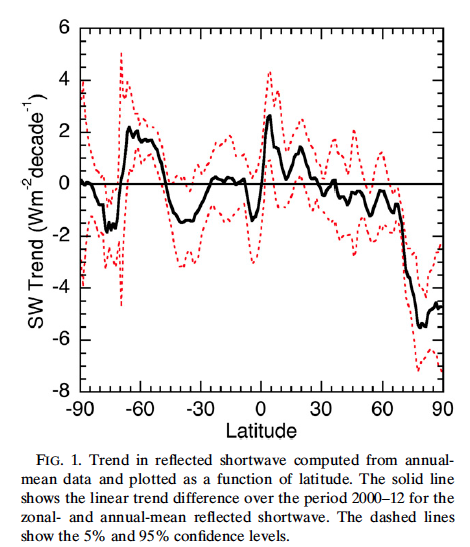 6
4
2
0
-2
-4
-6
-8
SW Trend (Wm-2decade-1)
-90 -60 -30 0 30 60 90
Latitude
FIG. 1. Trend in reflected shortwave computed from annual-
mean data and plotted as a function of latitude. The solid line
shows the linear trend difference over the period 2000–12 for the
zonal- and annual-mean reflected shortwave. The dashed lines
show the 5% and 95% confidence levels.